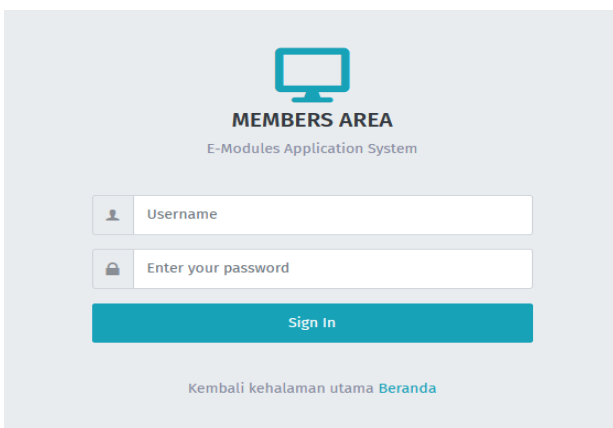 MEMBERS AREA
E-Modules Application System
Username
Enter your password
Sign In
Kembali kehalaman utama Beranda